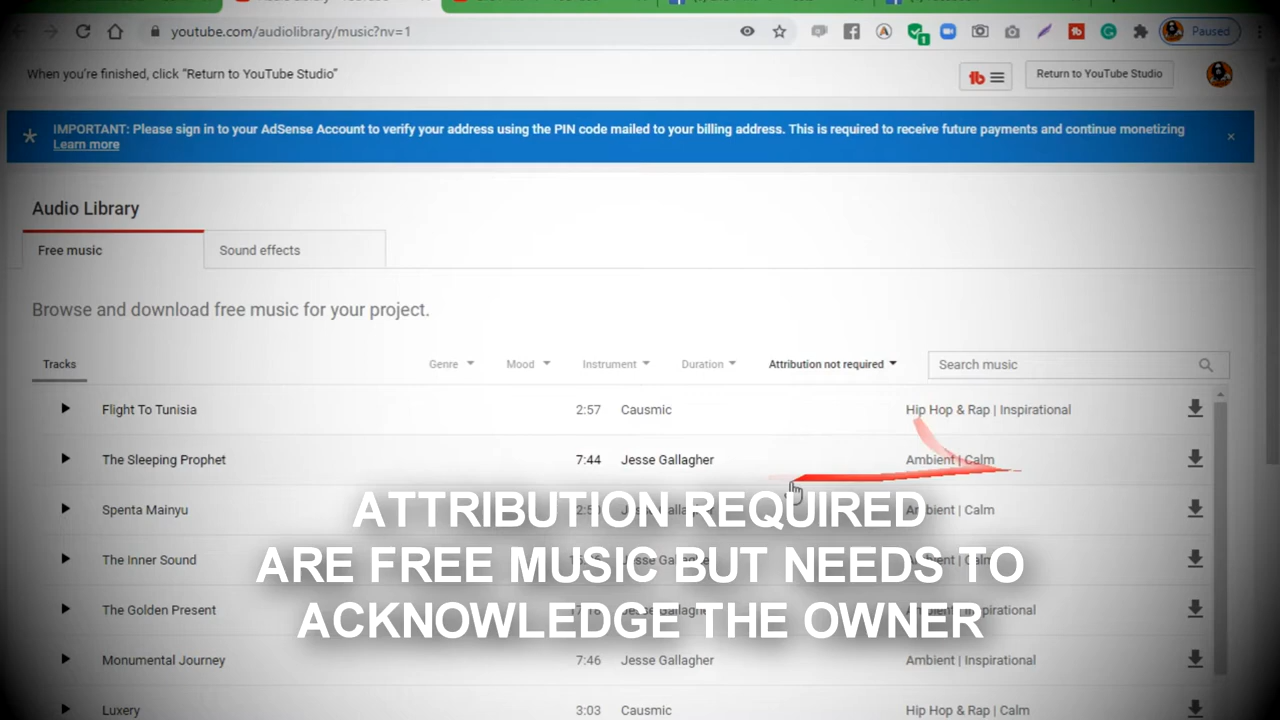 youtube.com/audiolibrary/music?nv=1
Paused
When you're finished, click "Return to YouTube Studio"
Return to YouTube Studio
IMPORTANT: Please sign in to your AdSense Account to verify your address using the PIN code mailed to your billing address. This is required to receive future payments and continue monetizing
Learn more
Audio Library
Free music
Sound effects
Browse and download free music for your project.
Tracks Genre Mood Instrument Duration Attribution not required Search music
Flight To Tunisia 2:57 Causmic Hip Hop & Rap | Inspirational
The Sleeping Prophet 7:44 Jesse Gallagher Ambient | Calm
Spenta Mainyu Ambient | Calm
The Inner Sound Ambient | Calm
The Golden Present Ambient | Inspirational
Monumental Journey 7:46 Jesse Gallagher Ambient | Inspirational
Luxery 3:03 Causmic Hip Hop & Rap | Calm
ATTRIBUTION REQUIRED
ARE FREE MUSIC BUT NEEDS TO
ACKNOWLEDGE THE OWNER